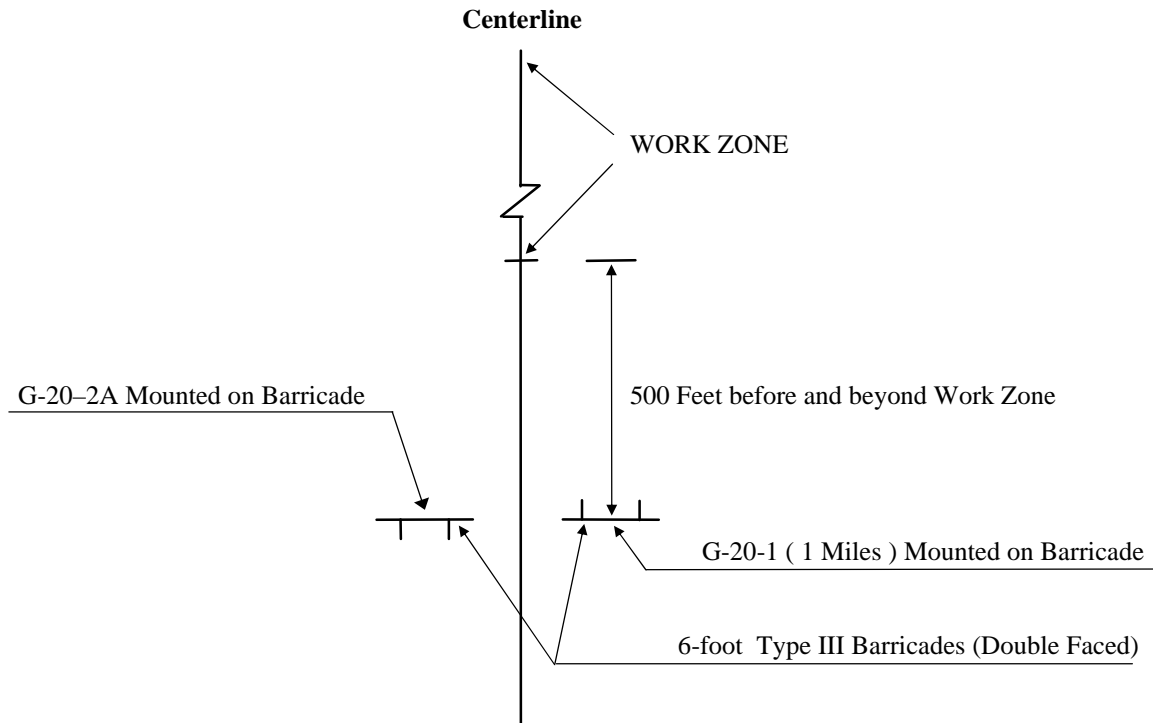 Centerline
WORK ZONE
G-20–2A Mounted on Barricade
500 Feet before and beyond Work Zone
G-20-1 ( 1 Miles ) Mounted on Barricade
6-foot Type III Barricades (Double Faced)